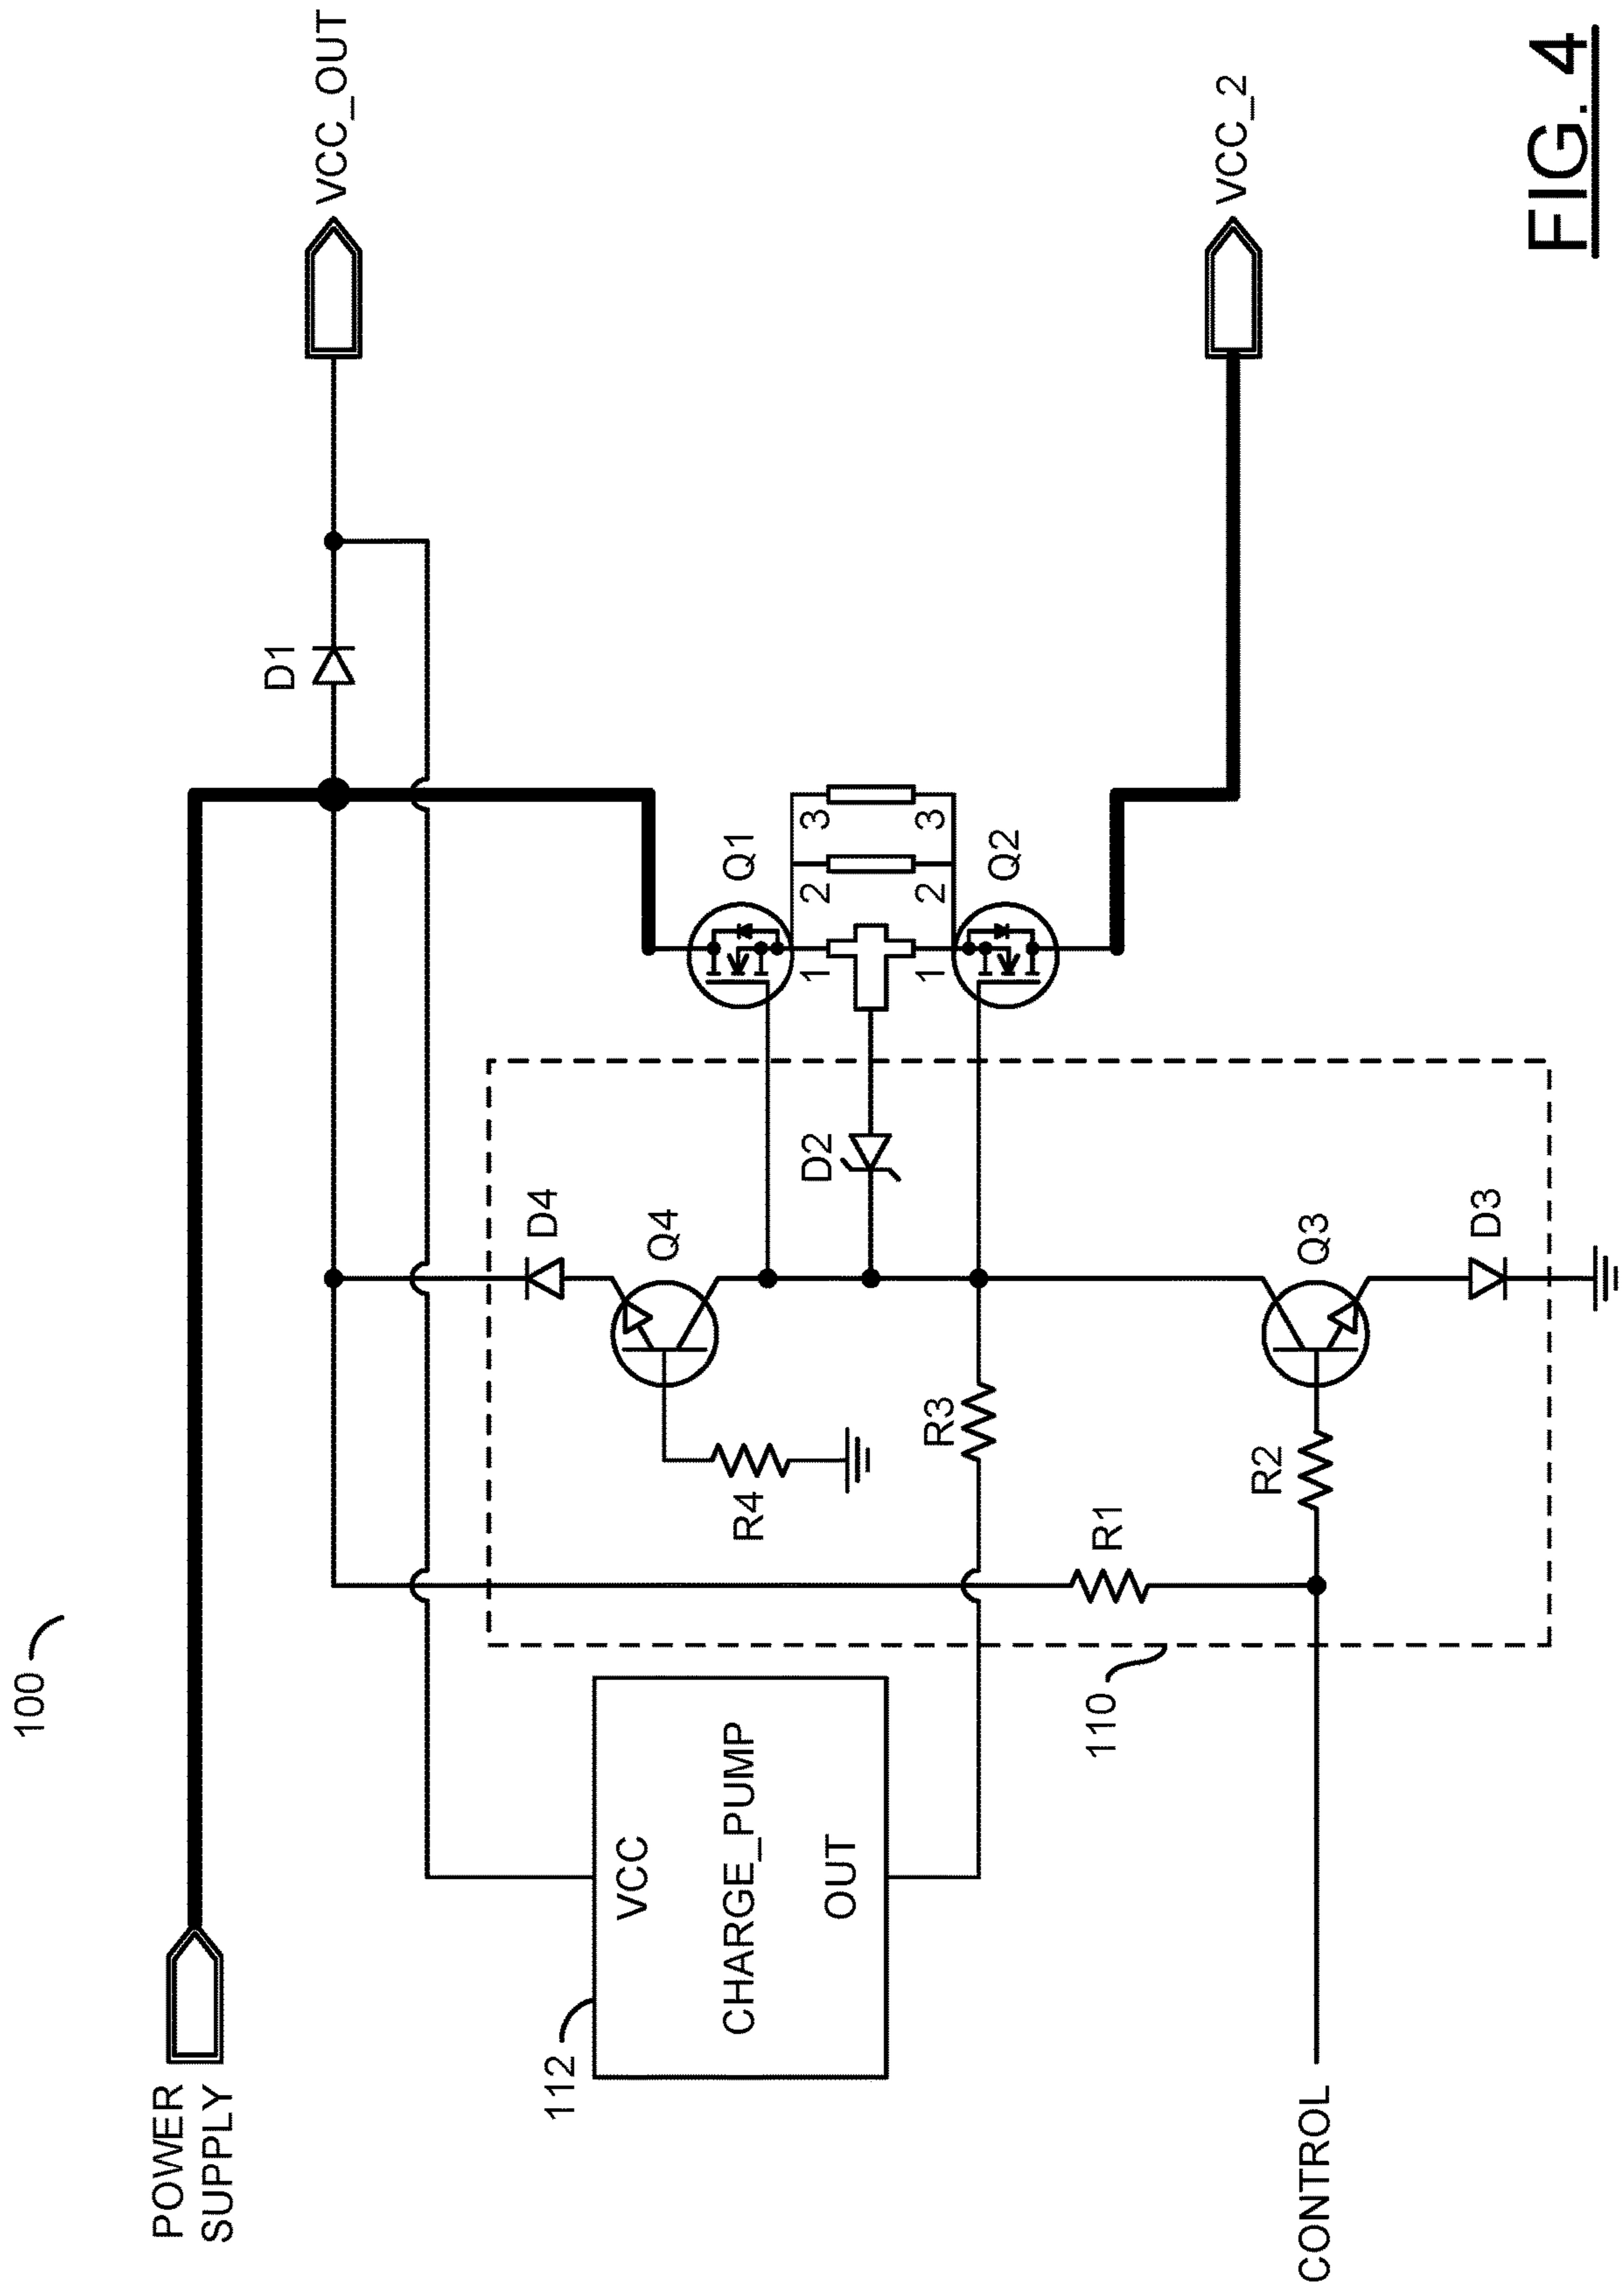 100
POWER
SUPPLY
D1
VCC_OUT
112
VCC
CHARGE_PUMP
OUT
D4
Q4
R4
Q1
D2
1
2
3
1
2
3
Q2
R3
110
R1
R2
Q3
D3
VCC_2
CONTROL
FIG. 4